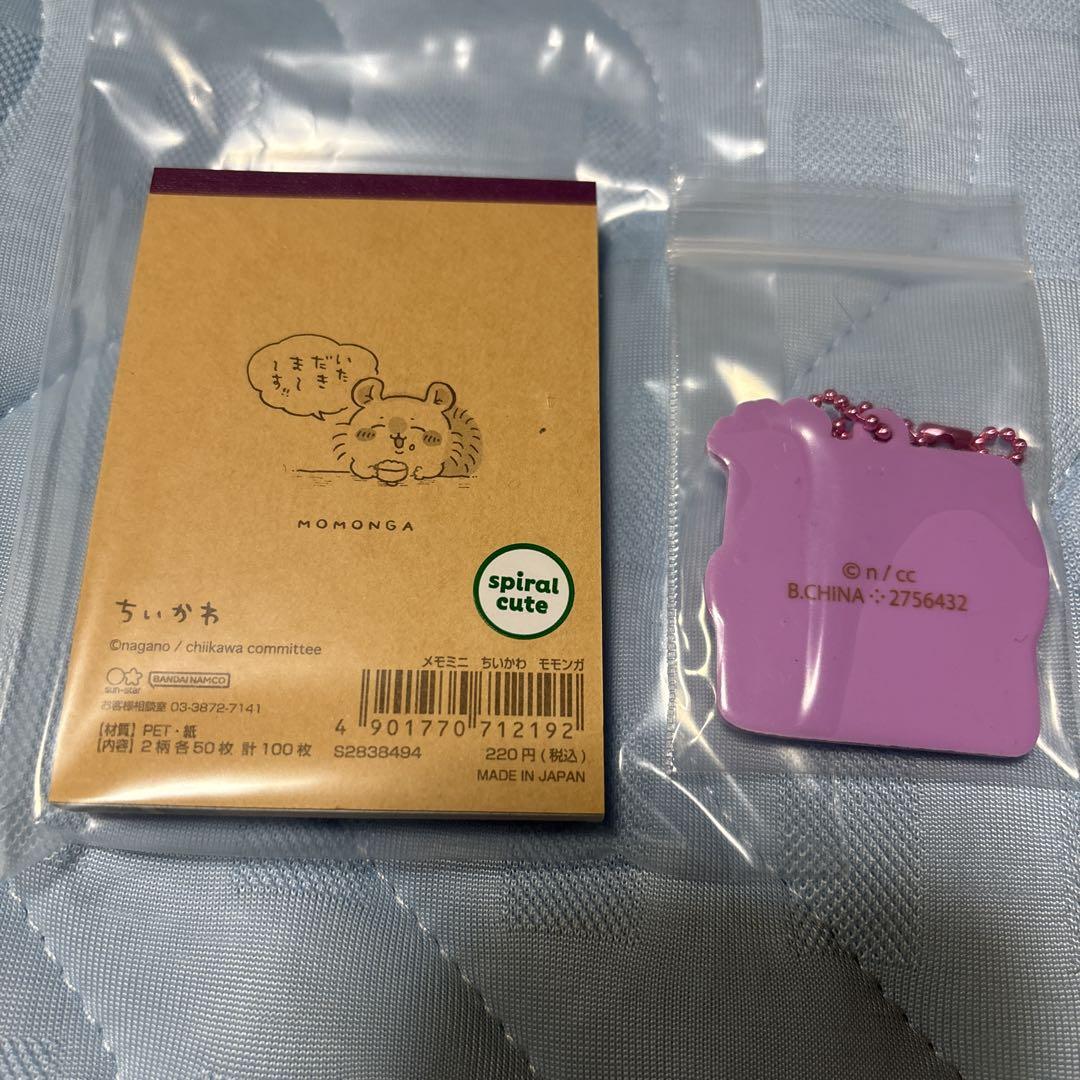 いた
だき
ま〜
〜す!!
MOMONGA
spiral
cute
ちいかわ
©nagano / chiikawa committee
sun-star
BANDAI NAMCO
お客様相談室 03-3872-7141
【材質】PET・紙
【内容】2柄各50枚 計100枚
メモミニ ちいかわ モモンガ
4 901770 712192
S2838494 220円(税込)
MADE IN JAPAN
© n / cc
B.CHINA 2756432